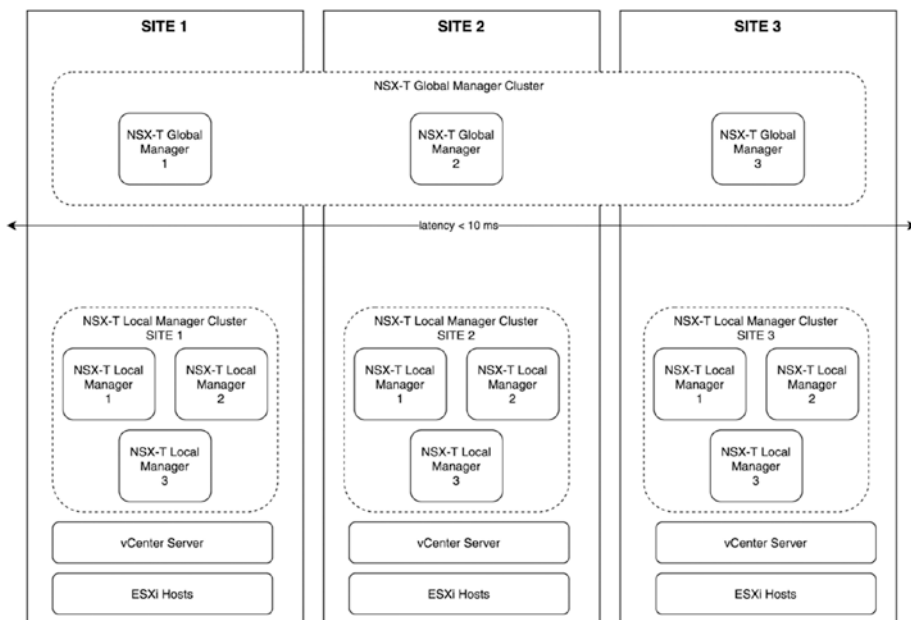 SITE 1
SITE 2
SITE 3
NSX-T Global Manager Cluster
NSX-T Global
Manager
1
NSX-T Global
Manager
2
NSX-T Global
Manager
3
latency < 10 ms
NSX-T Local Manager Cluster
SITE 1
NSX-T Local
Manager
1
NSX-T Local
Manager
2
NSX-T Local
Manager
3
vCenter Server
ESXi Hosts
NSX-T Local Manager Cluster
SITE 2
NSX-T Local
Manager
1
NSX-T Local
Manager
2
NSX-T Local
Manager
3
vCenter Server
ESXi Hosts
NSX-T Local Manager Cluster
SITE 3
NSX-T Local
Manager
1
NSX-T Local
Manager
2
NSX-T Local
Manager
3
vCenter Server
ESXi Hosts